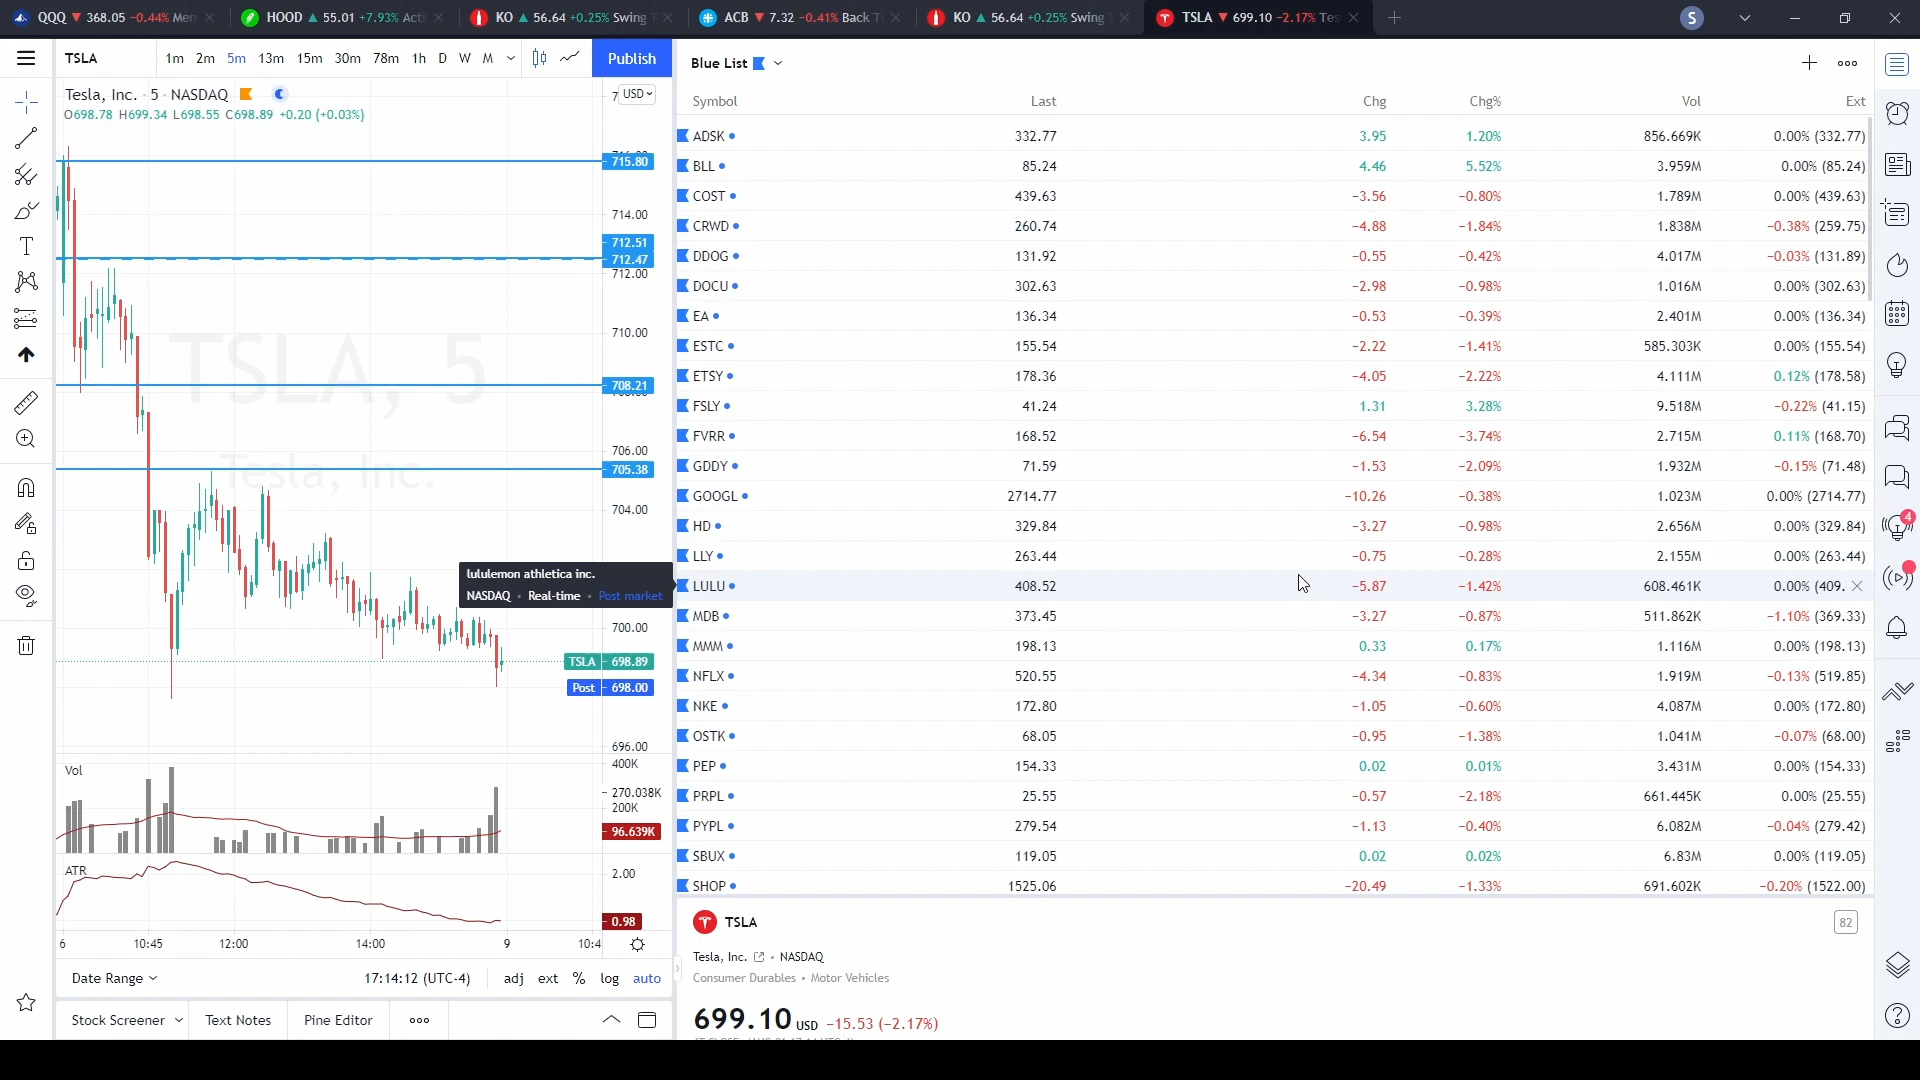 QQQ ▼ 368.05 −0.44% Men
HOOD ▲ 55.01 +7.93% Acti
KO ▲ 56.64 +0.25% Swing T
ACB ▼ 7.32 −0.41% Back T
KO ▲ 56.64 +0.25% Swing T
TSLA ▼ 699.10 −2.17% Tes
S
TSLA 1m 2m 5m 13m 15m 30m 78m 1h D W M Publish
Tesla, Inc. · 5 · NASDAQ
O698.78 H699.34 L698.55 C698.89 +0.20 (+0.03%)
USD
715.80
714.00
712.51
712.47
712.00
710.00
708.21
706.00
705.38
704.00
700.00
TSLA 698.89
Post 698.00
696.00
TSLA, 5
Tesla, Inc.
lululemon athletica inc.
NASDAQ • Real-time • Post market
Vol
400K
270.038K
200K
96.639K
ATR
2.00
0.98
6 10:45 12:00 14:00 9 10:4
Date Range 17:14:12 (UTC-4) adj ext % log auto
Stock Screener Text Notes Pine Editor
Blue List
Symbol Last Chg Chg% Vol Ext
ADSK 332.77 3.95 1.20% 856.669K 0.00% (332.77)
BLL 85.24 4.46 5.52% 3.959M 0.00% (85.24)
COST 439.63 −3.56 −0.80% 1.789M 0.00% (439.63)
CRWD 260.74 −4.88 −1.84% 1.838M −0.38% (259.75)
DDOG 131.92 −0.55 −0.42% 4.017M −0.03% (131.89)
DOCU 302.63 −2.98 −0.98% 1.016M 0.00% (302.63)
EA 136.34 −0.53 −0.39% 2.401M 0.00% (136.34)
ESTC 155.54 −2.22 −1.41% 585.303K 0.00% (155.54)
ETSY 178.36 −4.05 −2.22% 4.111M 0.12% (178.58)
FSLY 41.24 1.31 3.28% 9.518M −0.22% (41.15)
FVRR 168.52 −6.54 −3.74% 2.715M 0.11% (168.70)
GDDY 71.59 −1.53 −2.09% 1.932M −0.15% (71.48)
GOOGL 2714.77 −10.26 −0.38% 1.023M 0.00% (2714.77)
HD 329.84 −3.27 −0.98% 2.656M 0.00% (329.84)
LLY 263.44 −0.75 −0.28% 2.155M 0.00% (263.44)
LULU 408.52 −5.87 −1.42% 608.461K 0.00% (409.
MDB 373.45 −3.27 −0.87% 511.862K −1.10% (369.33)
MMM 198.13 0.33 0.17% 1.116M 0.00% (198.13)
NFLX 520.55 −4.34 −0.83% 1.919M −0.13% (519.85)
NKE 172.80 −1.05 −0.60% 4.087M 0.00% (172.80)
OSTK 68.05 −0.95 −1.38% 1.041M −0.07% (68.00)
PEP 154.33 0.02 0.01% 3.431M 0.00% (154.33)
PRPL 25.55 −0.57 −2.18% 661.445K 0.00% (25.55)
PYPL 279.54 −1.13 −0.40% 6.082M −0.04% (279.42)
SBUX 119.05 0.02 0.02% 6.83M 0.00% (119.05)
SHOP 1525.06 −20.49 −1.33% 691.602K −0.20% (1522.00)
TSLA
82
Tesla, Inc. • NASDAQ
Consumer Durables • Motor Vehicles
699.10 USD −15.53 (−2.17%)
4